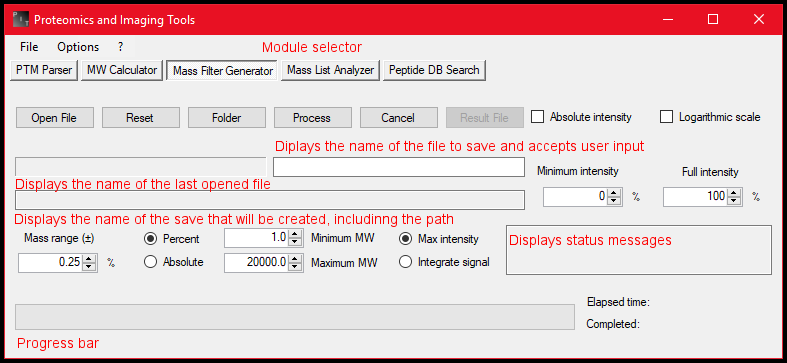 Proteomics and Imaging Tools
File Options ?
Module selector
PTM Parser MW Calculator Mass Filter Generator Mass List Analyzer Peptide DB Search
Open File Reset Folder Process Cancel Result File Absolute intensity Logarithmic scale
Diplays the name of the file to save and accepts user input
Minimum intensity Full intensity
Displays the name of the last opened file
0 % 100 %
Displays the name of the save that will be created, includinng the path
Mass range (±) Percent 1.0 Minimum MW Max intensity
Displays status messages
0.25 % Absolute 20000.0 Maximum MW Integrate signal
Elapsed time:
Completed:
Progress bar